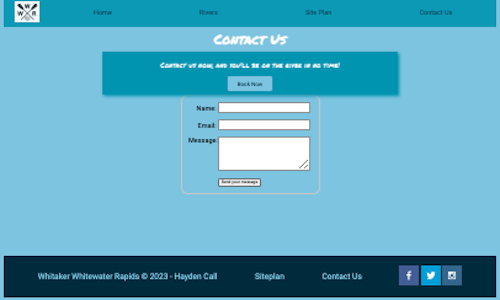 W
W R
Home Rivers Site Plan Contact Us
Contact Us
Contact us now, and you'll be on the river in no time!
Book Now
Name:
Email:
Message:
Send your message
Whitaker Whitewater Rapids © 2023 - Hayden Call Siteplan Contact Us